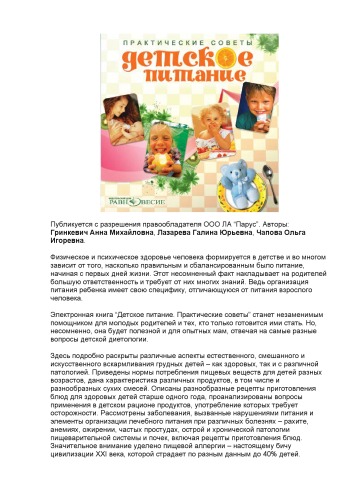 ПРАКТИЧЕСКИЕ СОВЕТЫ
детское
питание
РАВНОВЕСИЕ
Публикуется с разрешения правообладателя ООО ЛА “Парус”. Авторы:
Гринкевич Анна Михайловна, Лазарева Галина Юрьевна, Чапова Ольга
Игоревна.
Физическое и психическое здоровье человека формируется в детстве и во многом
зависит от того, насколько правильным и сбалансированным было питание,
начиная с первых дней жизни. Этот несомненный факт накладывает на родителей
большую ответственность и требует от них многих знаний. Ведь организация
питания ребенка имеет свою специфику, отличающуюся от питания взрослого
человека.
Электронная книга “Детское питание. Практические советы” станет незаменимым
помощником для молодых родителей и тех, кто только готовится ими стать. Но,
несомненно, она будет полезной и для опытных мам, отвечая на самые разные
вопросы детской диетологии.
Здесь подробно раскрыты различные аспекты естественного, смешанного и
искусственного вскармливания грудных детей – как здоровых, так и с различной
патологией. Приведены нормы потребления пищевых веществ для детей разных
возрастов, дана характеристика различных продуктов, в том числе и
разнообразных сухих смесей. Описаны разнообразные рецепты приготовления
блюд для здоровых детей старше одного года, проанализированы вопросы
применения в детском рационе продуктов, употребление которых требует
осторожности. Рассмотрены заболевания, вызванные нарушениями питания и
элементы организации лечебного питания при различных болезнях – рахите,
анемиях, ожирении, частых простудах, острой и хронической патологии
пищеварительной системы и почек, включая рецепты приготовления блюд.
Значительное внимание уделено пищевой аллергии – настоящему бичу
цивилизации XXI века, которой страдает по разным данным до 40% детей.